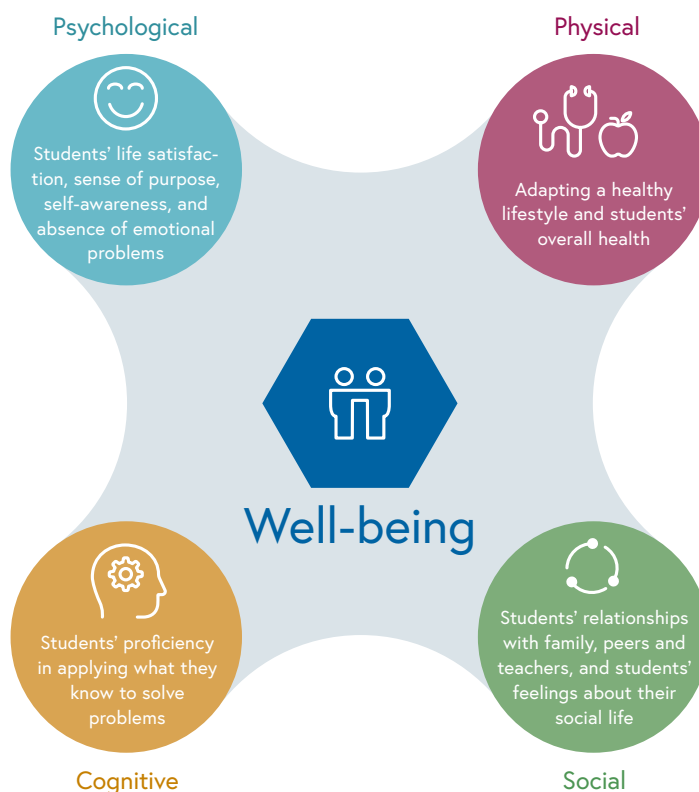 Psychological
Students' life satisfac-
tion, sense of purpose,
self-awareness, and
absence of emotional
problems
Physical
Adapting a healthy
lifestyle and students'
overall health
Well-being
Students' proficiency
in applying what they
know to solve
problems
Cognitive
Students' relationships
with family, peers and
teachers, and students'
feelings about their
social life
Social